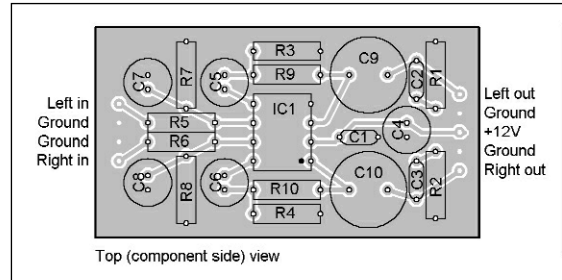 R3
R9
C9
C7
R7
C5
C2
R1
IC1
Left in
Ground
Ground
Right in
R5
R6
C1
C4
Left out
Ground
+12V
Ground
Right out
C8
R8
C6
R10
R4
C10
C3
R2
Top (component side) view